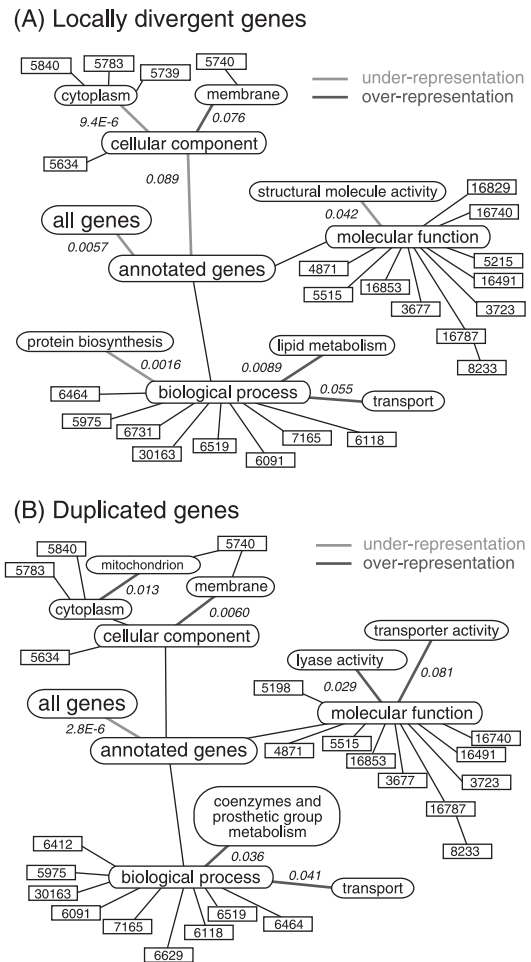 (A) Locally divergent genes
5840
5783
5739
5740
cytoplasm
membrane
under-representation
over-representation
9.4E-6
0.076
cellular component
5634
0.089
structural molecule activity
16829
0.042
16740
all genes
molecular function
0.0057
annotated genes
4871
5215
16853
16491
5515
3677
3723
protein biosynthesis
lipid metabolism
16787
0.0016
0.0089
8233
6464
biological process
0.055
transport
5975
6731
7165
6118
30163
6519
6091
(B) Duplicated genes
5840
mitochondrion
5740
under-representation
over-representation
5783
0.013
membrane
cytoplasm
0.0060
cellular component
transporter activity
5634
lyase activity
0.081
5198
0.029
all genes
molecular function
2.8E-6
annotated genes
4871
5515
16740
16853
16491
3677
3723
coenzymes and
prosthetic group
metabolism
16787
6412
0.036
8233
5975
biological process
0.041
transport
30163
6091
6519
7165
6118
6464
6629